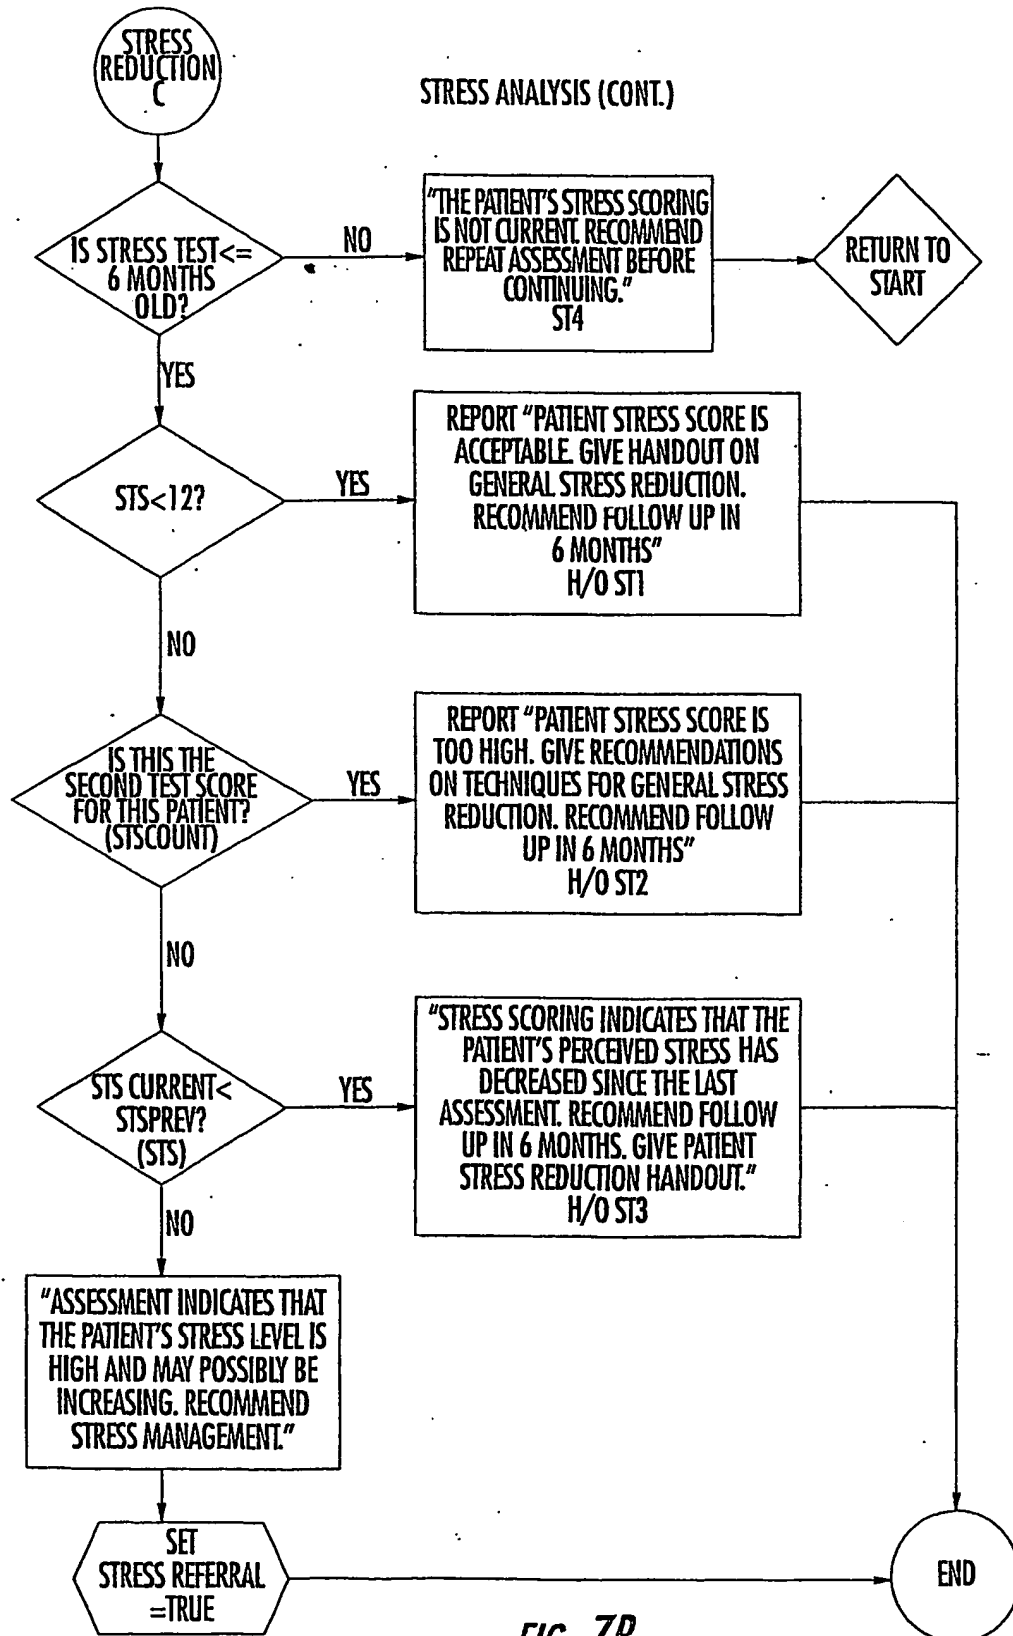 STRESS
REDUCTION
C
STRESS ANALYSIS (CONT.)
IS STRESS TEST<=
6 MONTHS
OLD?
NO
"THE PATIENT'S STRESS SCORING
IS NOT CURRENT. RECOMMEND
REPEAT ASSESSMENT BEFORE
CONTINUING."
ST4
RETURN TO
START
YES
STS<12?
YES
REPORT "PATIENT STRESS SCORE IS
ACCEPTABLE. GIVE HANDOUT ON
GENERAL STRESS REDUCTION.
RECOMMEND FOLLOW UP IN
6 MONTHS"
H/O ST1
NO
IS THIS THE
SECOND TEST SCORE
FOR THIS PATIENT?
(STSCOUNT)
YES
REPORT "PATIENT STRESS SCORE IS
TOO HIGH. GIVE RECOMMENDATIONS
ON TECHNIQUES FOR GENERAL STRESS
REDUCTION. RECOMMEND FOLLOW
UP IN 6 MONTHS"
H/O ST2
NO
STS CURRENT<
STSPREV?
(STS)
YES
"STRESS SCORING INDICATES THAT THE
PATIENT'S PERCEIVED STRESS HAS
DECREASED SINCE THE LAST
ASSESSMENT. RECOMMEND FOLLOW
UP IN 6 MONTHS. GIVE PATIENT
STRESS REDUCTION HANDOUT."
H/O ST3
NO
"ASSESSMENT INDICATES THAT
THE PATIENT'S STRESS LEVEL IS
HIGH AND MAY POSSIBLY BE
INCREASING. RECOMMEND
STRESS MANAGEMENT."
SET
STRESS REFERRAL
=TRUE
END